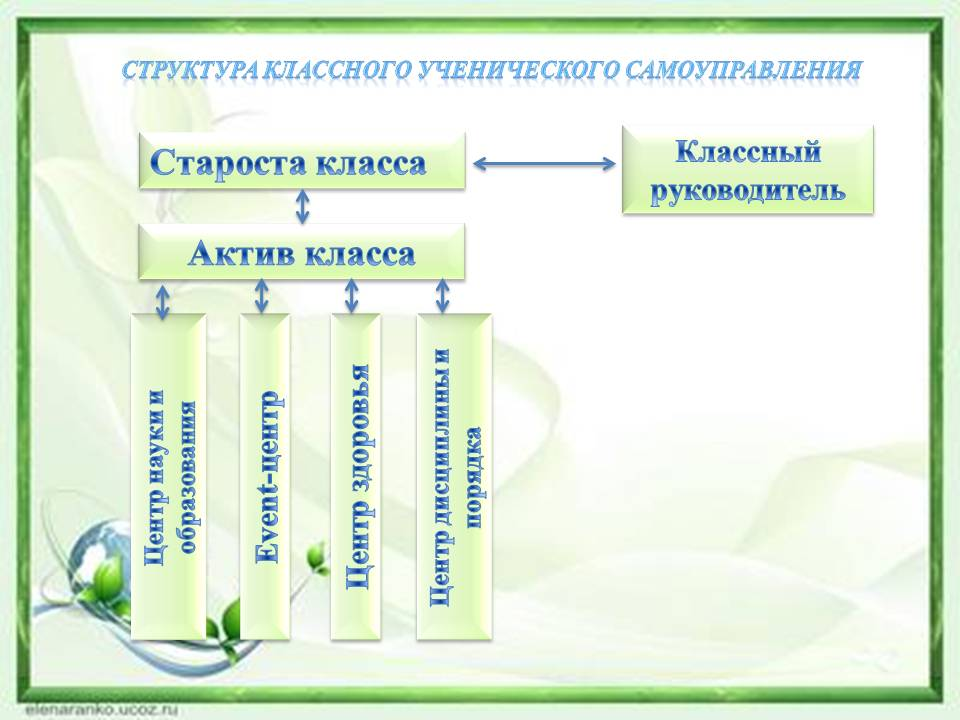 СТРУКТУРА КЛАССНОГО УЧЕНИЧЕСКОГО САМОУПРАВЛЕНИЯ
Староста класса
Классный
руководитель
Актив класса
Центр науки и
образования
Event-центр
Центр здоровья
Центр дисциплины и
порядка
elenaranko.ucoz.ru